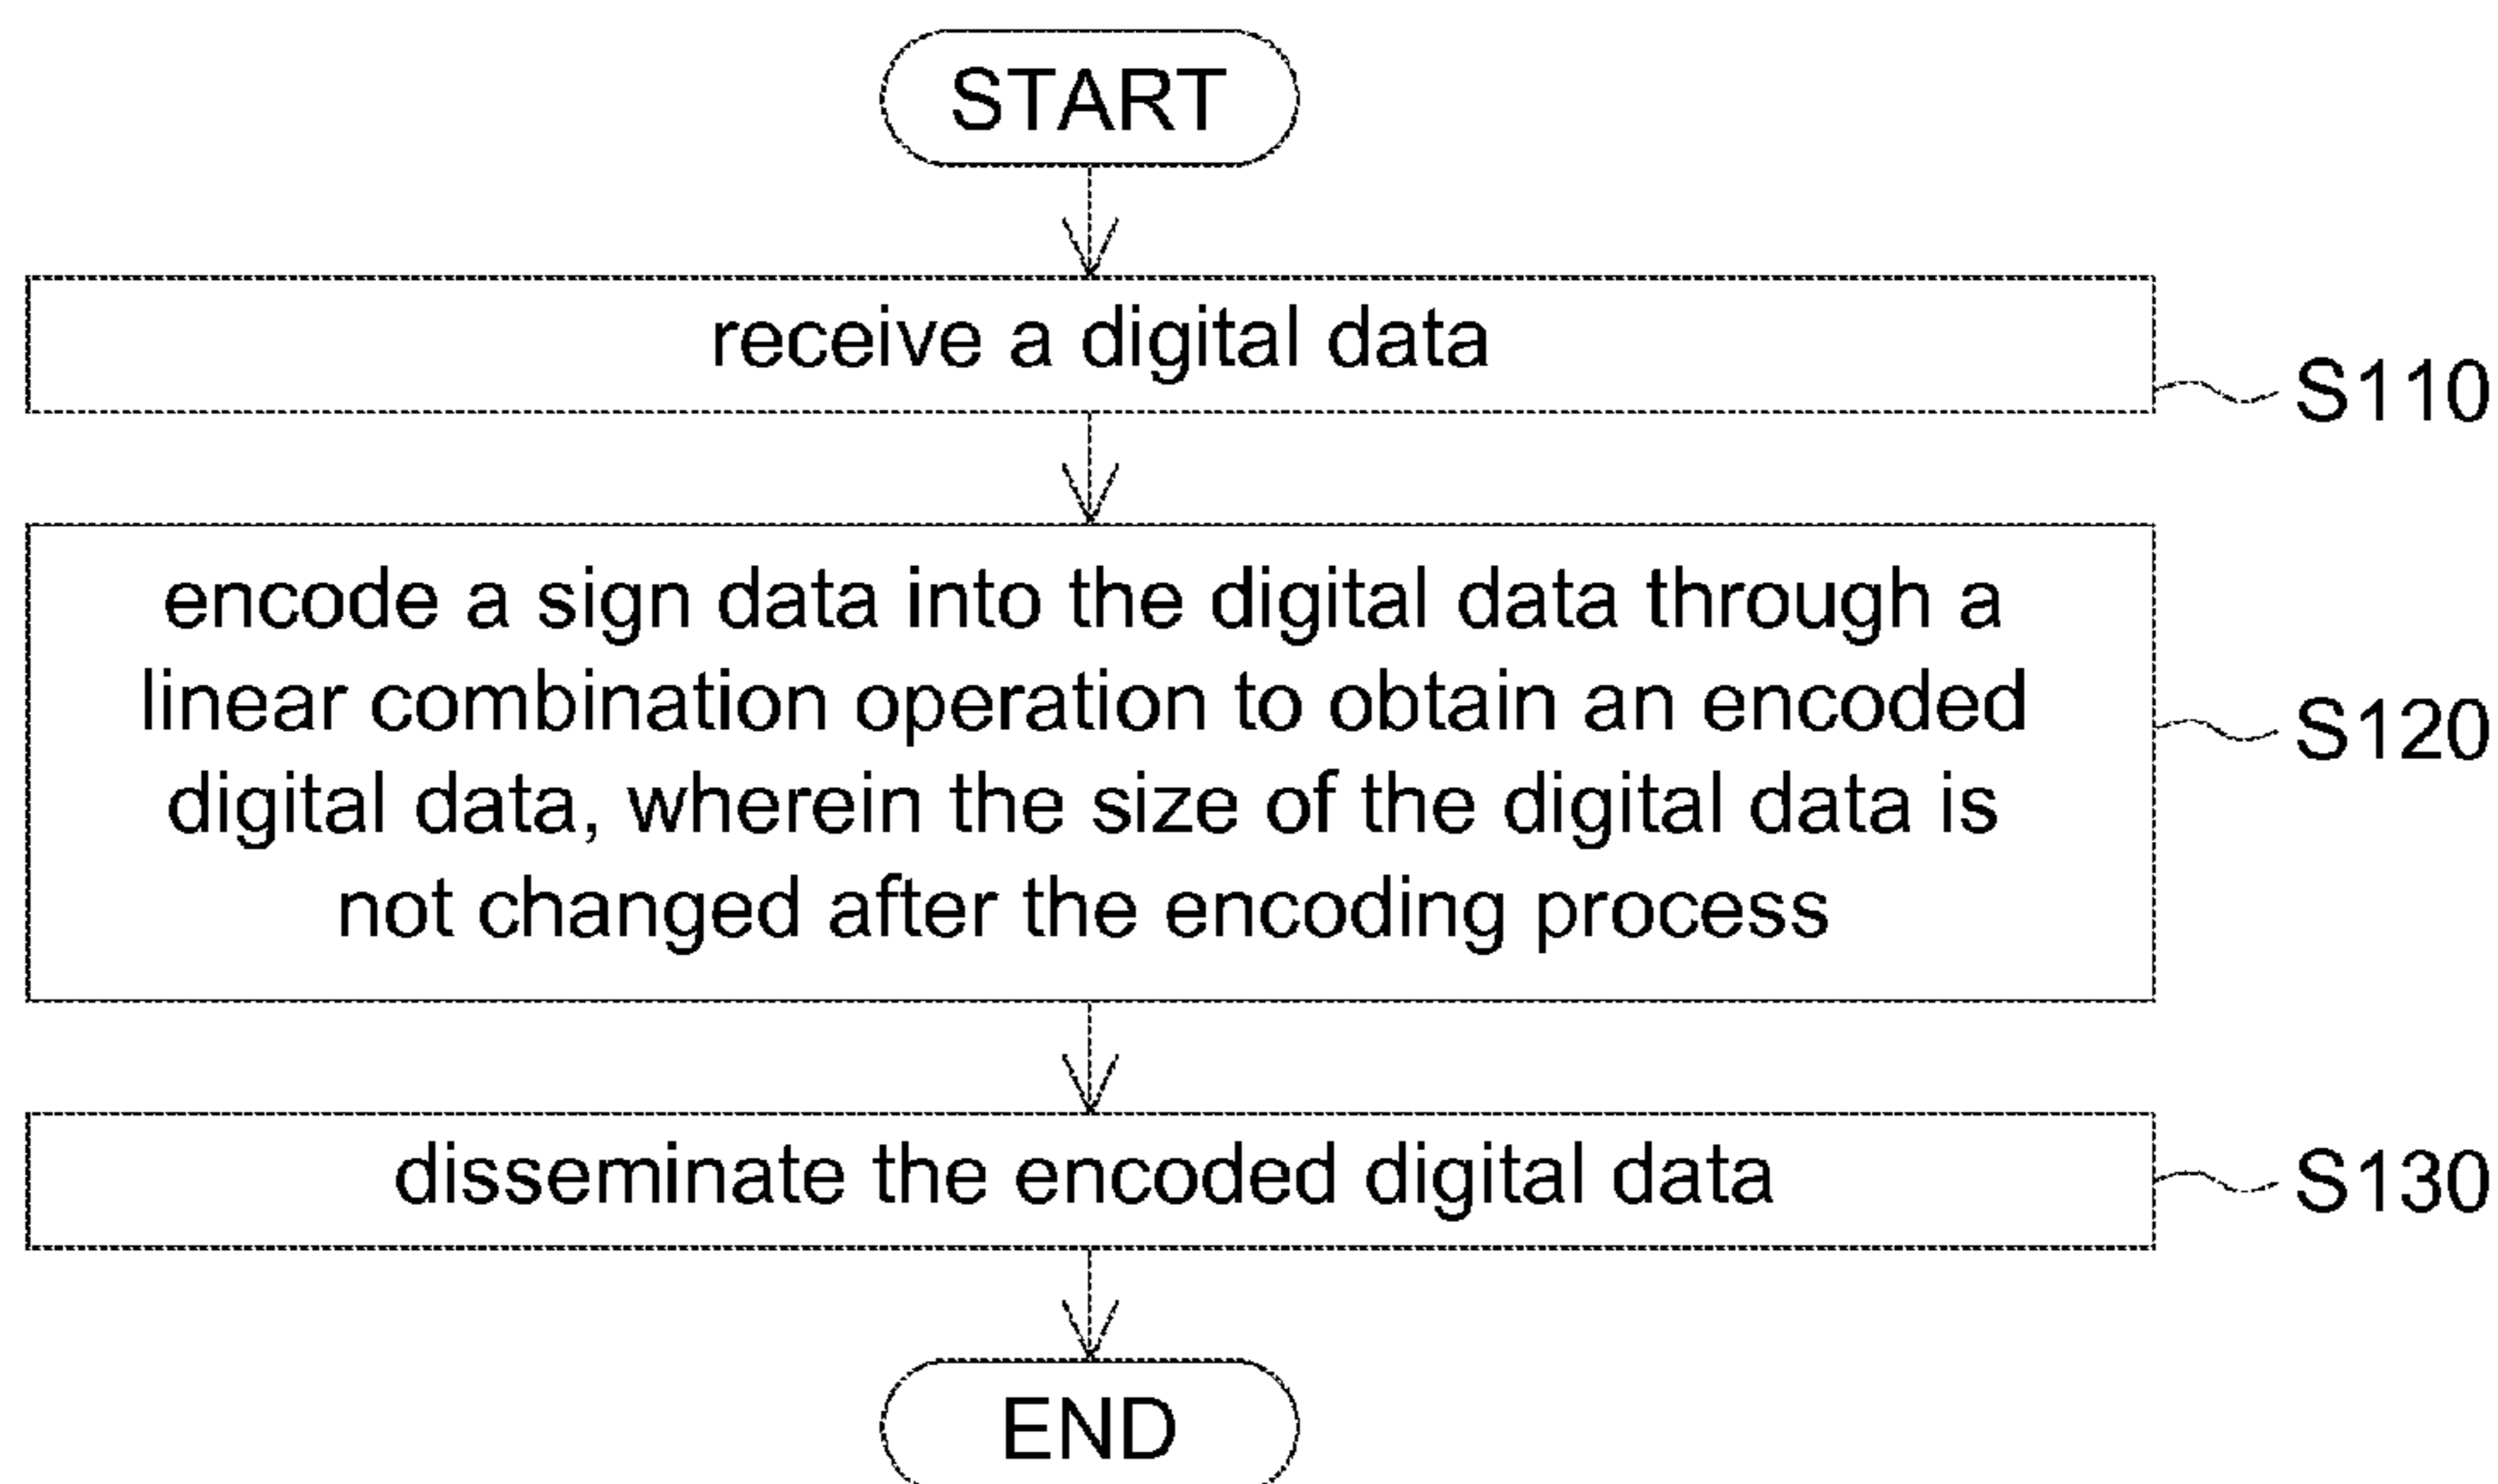 START
receive a digital data
S110
encode a sign data into the digital data through a
linear combination operation to obtain an encoded
digital data, wherein the size of the digital data is
not changed after the encoding process
S120
disseminate the encoded digital data
S130
END